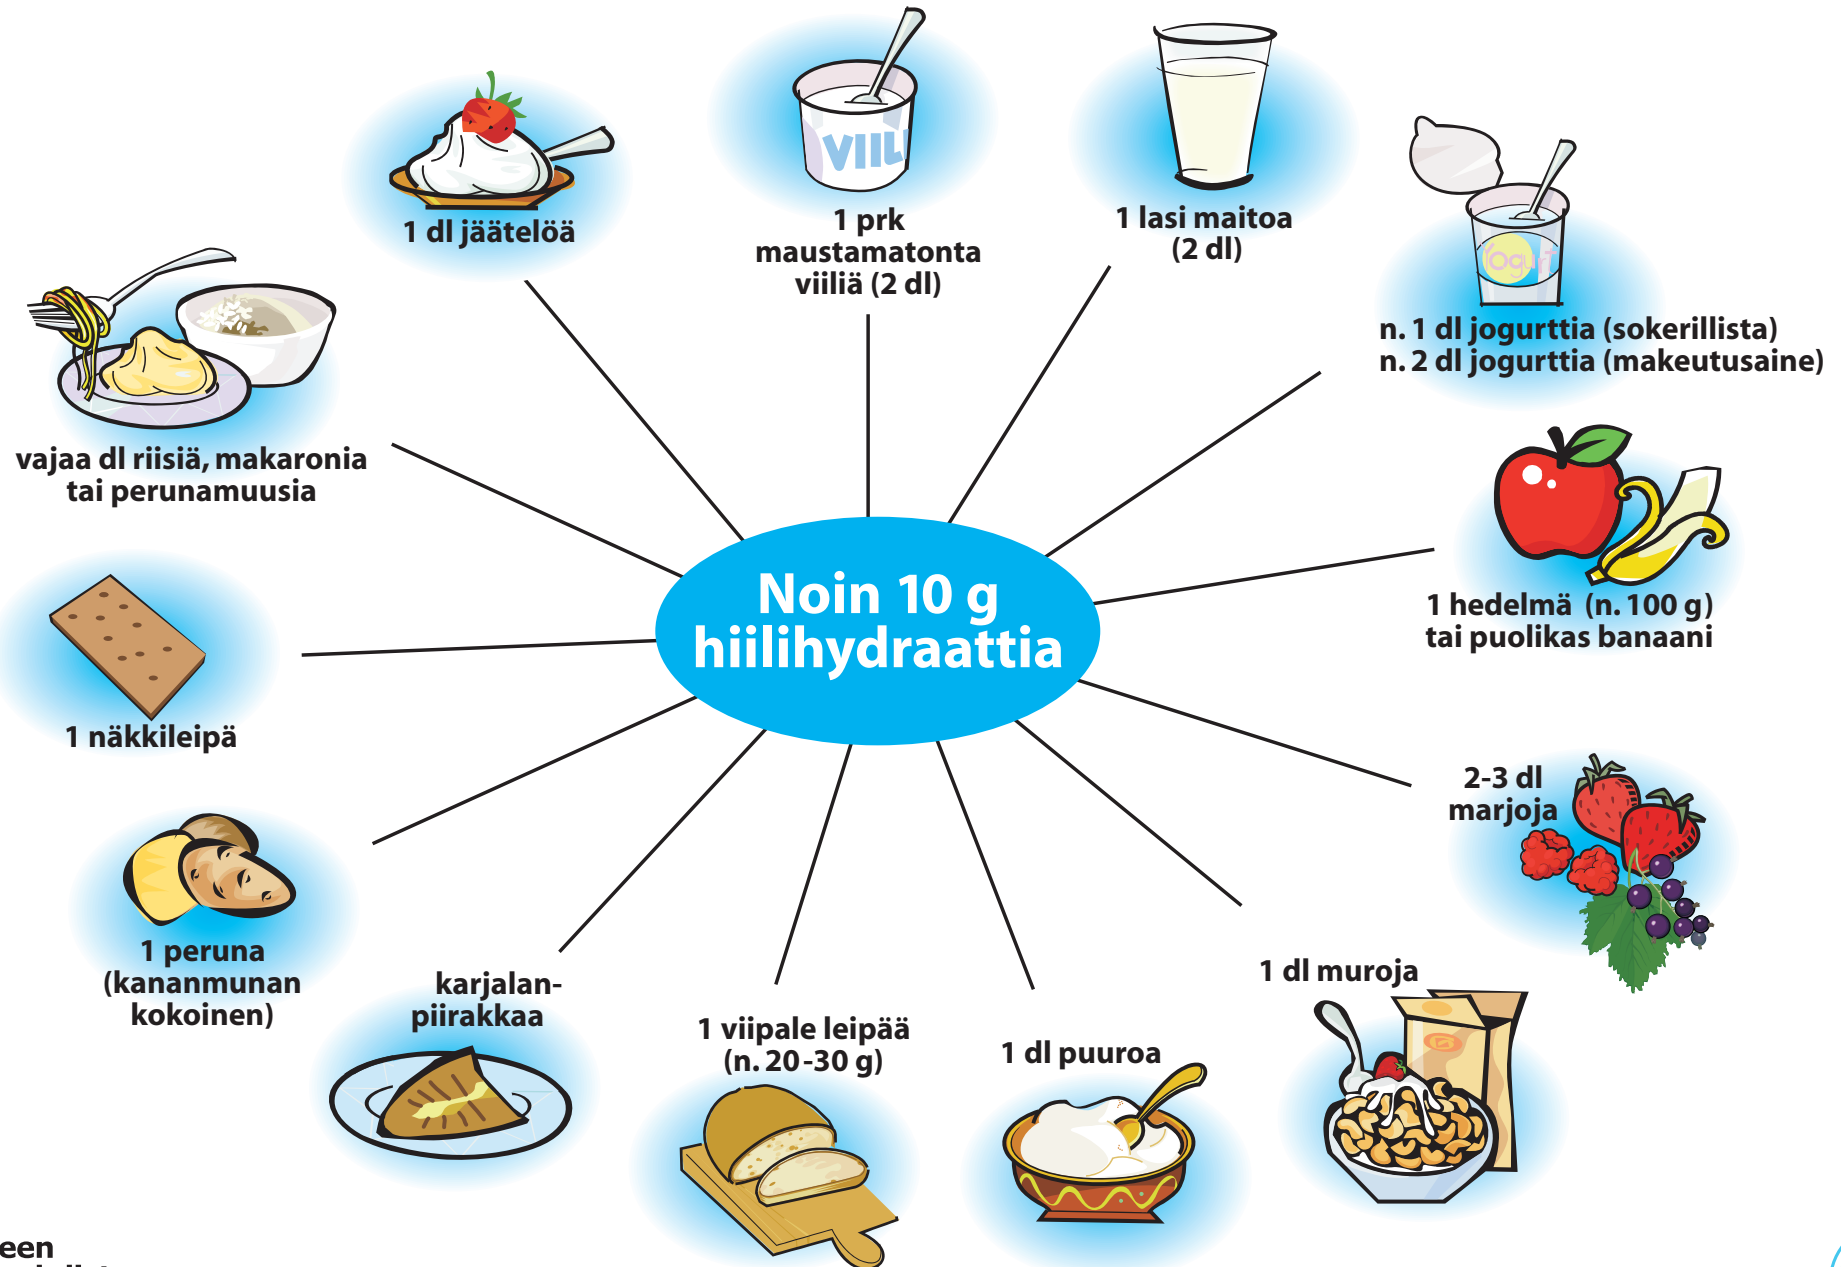 VIILI
Yogurt
1 dl jäätelöä
1 prk
maustamatonta
viiliä (2 dl)
1 lasi maitoa
(2 dl)
n. 1 dl jogurttia (sokerillista)
n. 2 dl jogurttia (makeutusaine)
vajaa dl riisiä, makaronia
tai perunamuusia
Noin 10 g
hiilihydraattia
1 hedelmä (n. 100 g)
tai puolikas banaani
1 näkkileipä
2-3 dl
marjoja
1 peruna
(kananmunan
kokoinen)
karjalan-
piirakkaa
1 viipale leipää
(n. 20-30 g)
1 dl puuroa
1 dl muroja
een